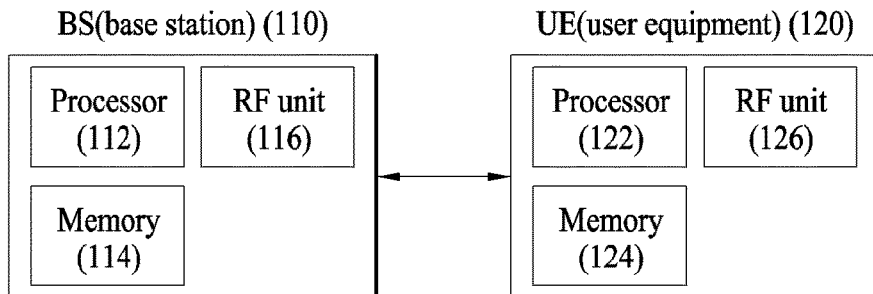 BS(base station) (110)
Processor
(112)
RF unit
(116)
Memory
(114)
UE(user equipment) (120)
Processor
(122)
RF unit
(126)
Memory
(124)